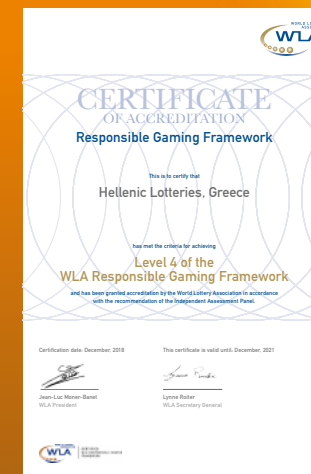 WORLD LO
WLA
CERTIFICATE
OF ACCREDITATION
Responsible Gaming Framework
This is to certify that
Hellenic Lotteries, Greece
has met the criteria for achieving
Level 4 of the
WLA Responsible Gaming Framework
and has been granted accreditation by the World Lottery Association in accordance
with the recommendation of the Independent Assessment Panel.
Certification date: December, 2018
This certificate is valid until: December, 2021
Jean-Luc Moner-Banet
WLA President
Lynne Roiter
WLA Secretary General
WLA